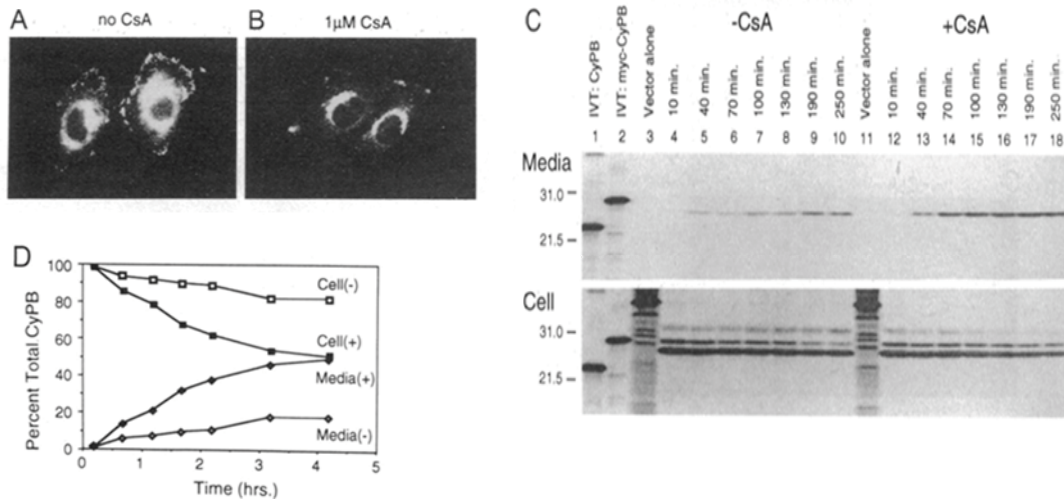 A
no CsA
B
1µM CsA
C
-CsA
+CsA
IVT: CyPB
IVT: myc-CyPB
Vector alone
10 min.
40 min.
70 min.
100 min.
130 min.
190 min.
250 min.
Vector alone
10 min.
40 min.
70 min.
100 min.
130 min.
190 min.
250 min.
1 2 3 4 5 6 7 8 9 10 11 12 13 14 15 16 17 18
Media
31.0
21.5
Cell
31.0
21.5
D
Percent Total CyPB
100
80
60
40
20
0
Cell(-)
Cell(+)
Media(+)
Media(-)
0 1 2 3 4 5
Time (hrs.)